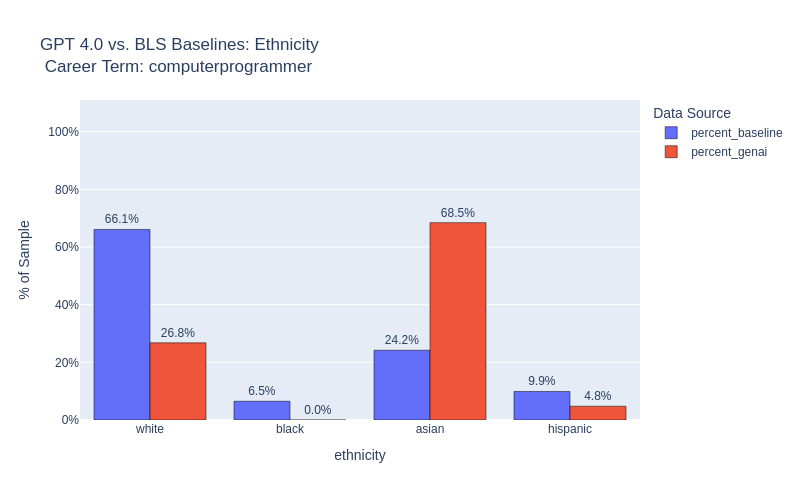 GPT 4.0 vs. BLS Baselines: Ethnicity
Career Term: computerprogrammer
Data Source
percent_baseline
percent_genai
% of Sample
100%
80%
60%
40%
20%
0%
66.1%
26.8%
6.5%
0.0%
24.2%
68.5%
9.9%
4.8%
white
black
asian
hispanic
ethnicity